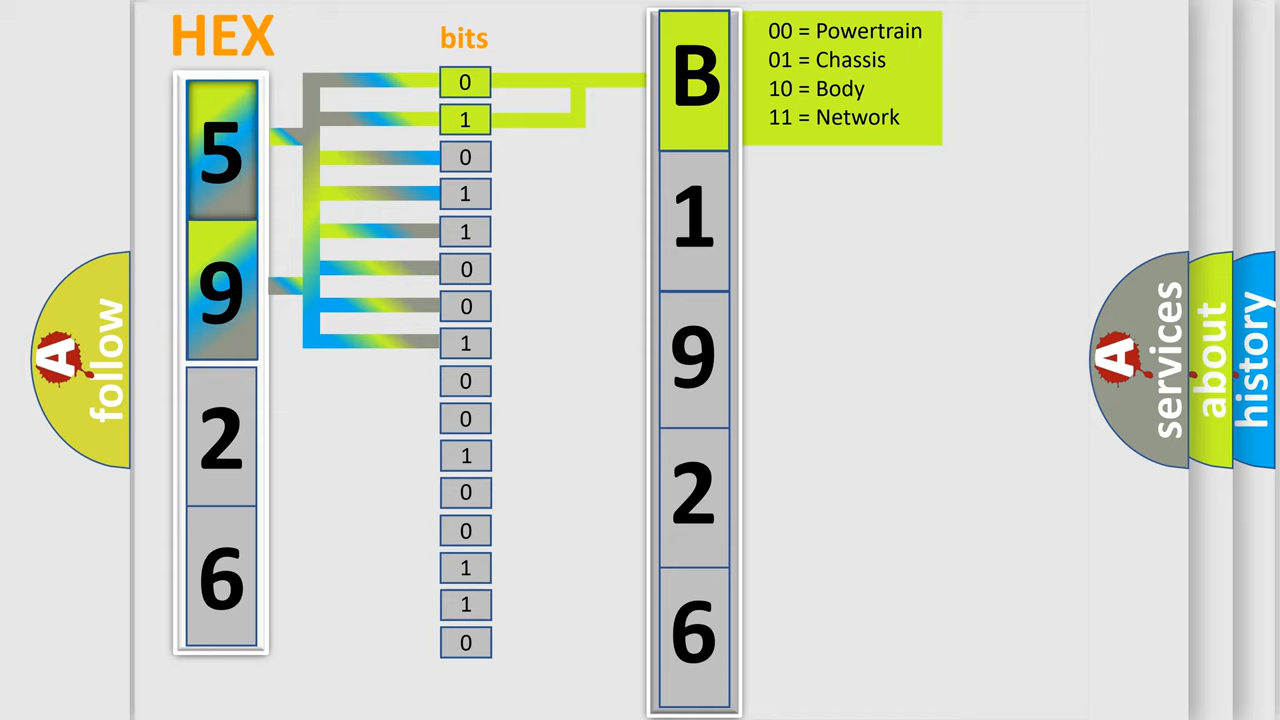 HEX
bits
5
9
2
6
0
1
0
1
1
0
0
1
0
0
1
0
0
1
1
0
B
1
9
2
6
00 = Powertrain
01 = Chassis
10 = Body
11 = Network
A
follow
A
services
about
history